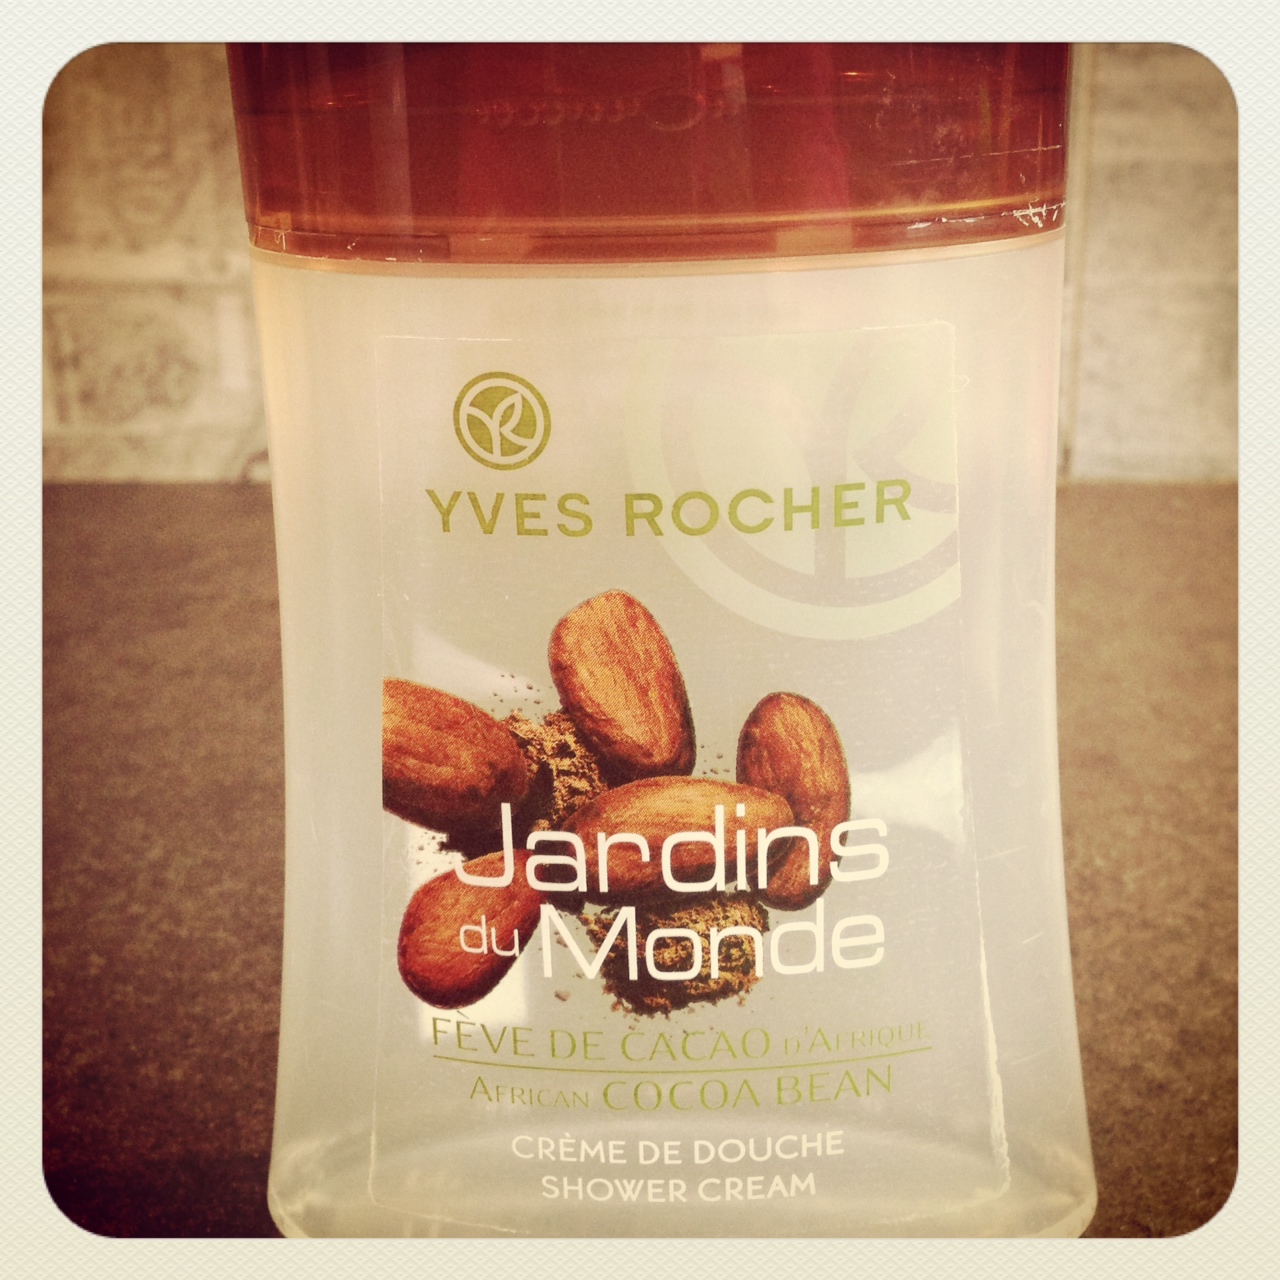 YVES ROCHER
Jardins
du Monde
FÈVE DE CACAO D'AFRIQUE
AFRICAN COCOA BEAN
CRÈME DE DOUCHE
SHOWER CREAM